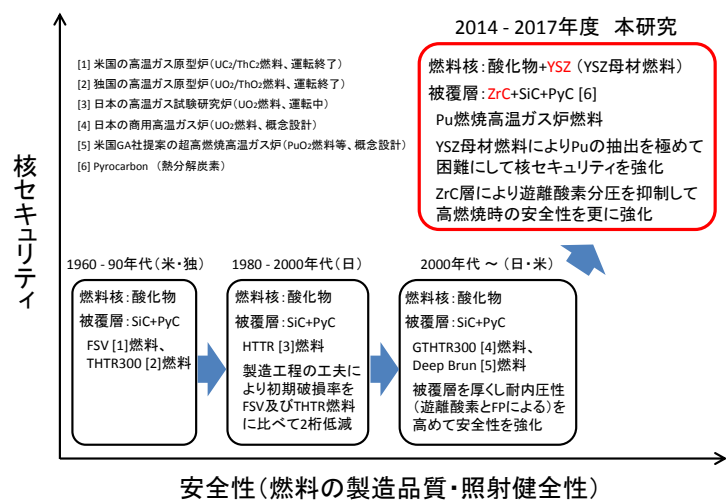 2014 - 2017年度 本研究
[1] 米国の高温ガス原型炉(UC2/ThC2燃料、運転終了)
[2] 独国の高温ガス原型炉(UO2/ThO2燃料、運転終了)
[3] 日本の高温ガス試験研究炉(UO2燃料、運転中)
[4] 日本の商用高温ガス炉(UO2燃料、概念設計)
[5] 米国GA社提案の超高燃焼高温ガス炉(PuO2燃料等、概念設計)
[6] Pyrocarbon (熱分解炭素)
燃料核:酸化物+YSZ (YSZ母材燃料)
被覆層:ZrC+SiC+PyC [6]
Pu燃焼高温ガス炉燃料
YSZ母材燃料によりPuの抽出を極めて
困難にして核セキュリティを強化
ZrC層により遊離酸素分圧を抑制して
高燃焼時の安全性を更に強化
核セキュリティ
1960 - 90年代(米・独)
燃料核:酸化物
被覆層:SiC+PyC
FSV [1]燃料、
THTR300 [2]燃料
1980 - 2000年代(日)
燃料核:酸化物
被覆層:SiC+PyC
HTTR [3]燃料
製造工程の工夫に
より初期破損率を
FSV及びTHTR燃料
に比べて2桁低減
2000年代 ~ (日・米)
燃料核:酸化物
被覆層:SiC+PyC
GTHTR300 [4]燃料、
Deep Brun [5]燃料
被覆層を厚くし耐内圧性
(遊離酸素とFPによる)を
高めて安全性を強化
安全性(燃料の製造品質・照射健全性)